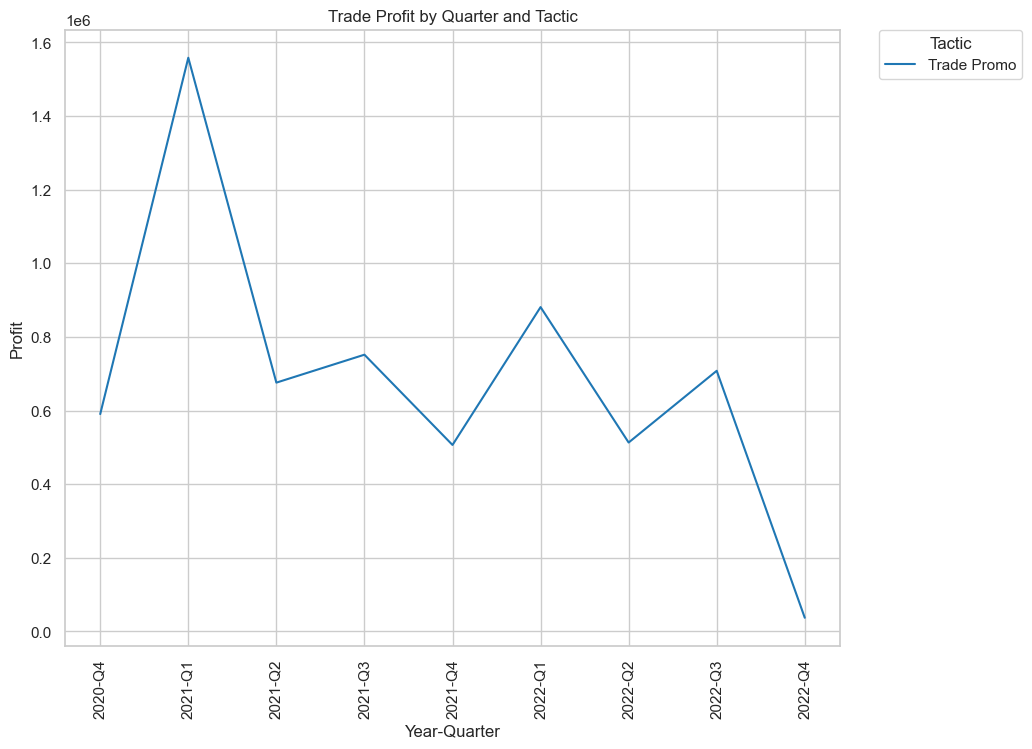 Trade Profit by Quarter and Tactic
1e6
1.6
1.4
1.2
1.0
0.8
0.6
0.4
0.2
0.0
Profit
2020-Q4
2021-Q1
2021-Q2
2021-Q3
2021-Q4
2022-Q1
2022-Q2
2022-Q3
2022-Q4
Year-Quarter
Tactic
Trade Promo